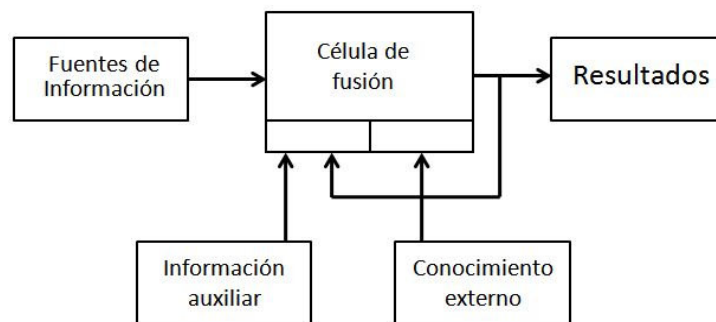 Fuentes de
Información
Célula de
fusión
Resultados
Información
auxiliar
Conocimiento
externo